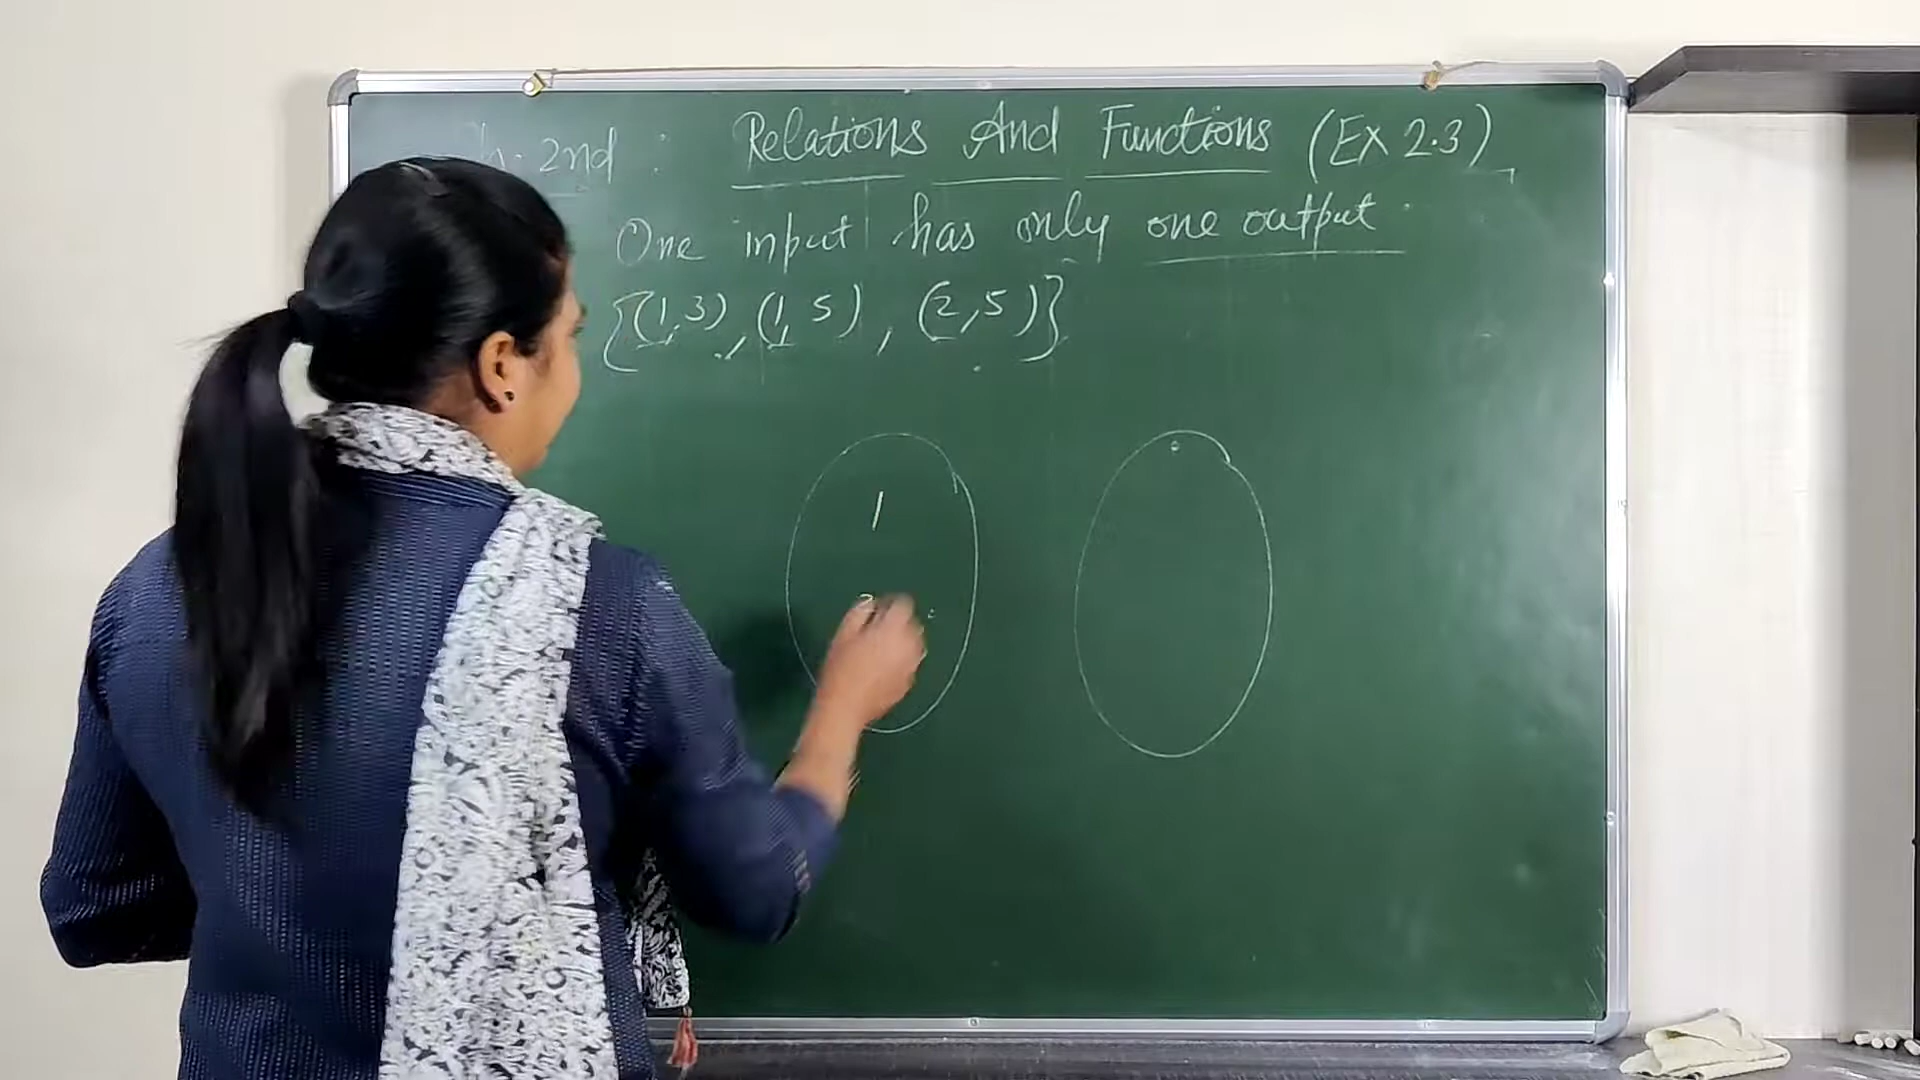 h. 2nd : Relations And Functions (Ex 2.3)
One input has only one output.
{(1,3), (1, 5), (2,5)}
1
2